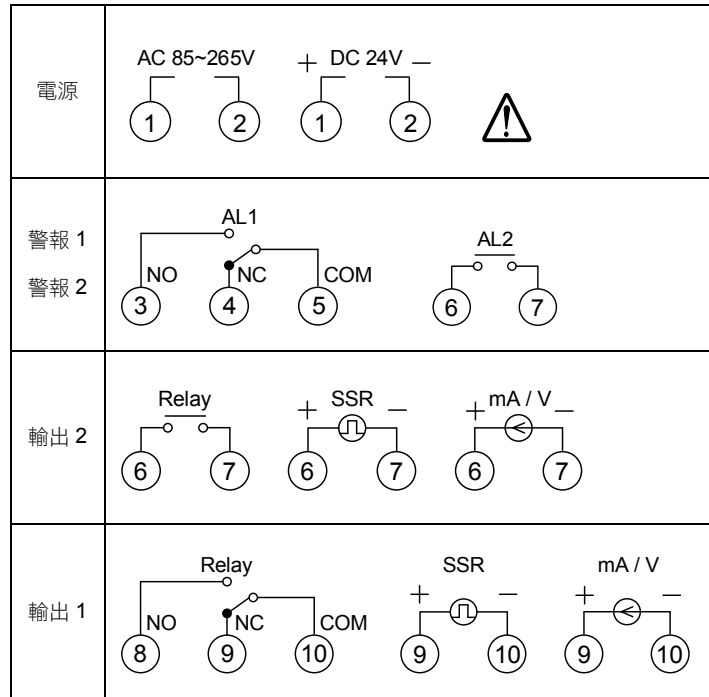 電源
AC 85~265V
+ DC 24V −
1 2
1 2
警報 1
警報 2
AL1
NO NC COM
3 4 5
AL2
6 7
輸出 2
Relay
6 7
+ SSR −
6 7
+ mA / V −
6 7
輸出 1
Relay
NO NC COM
8 9 10
SSR
+ −
9 10
mA / V
+ −
9 10